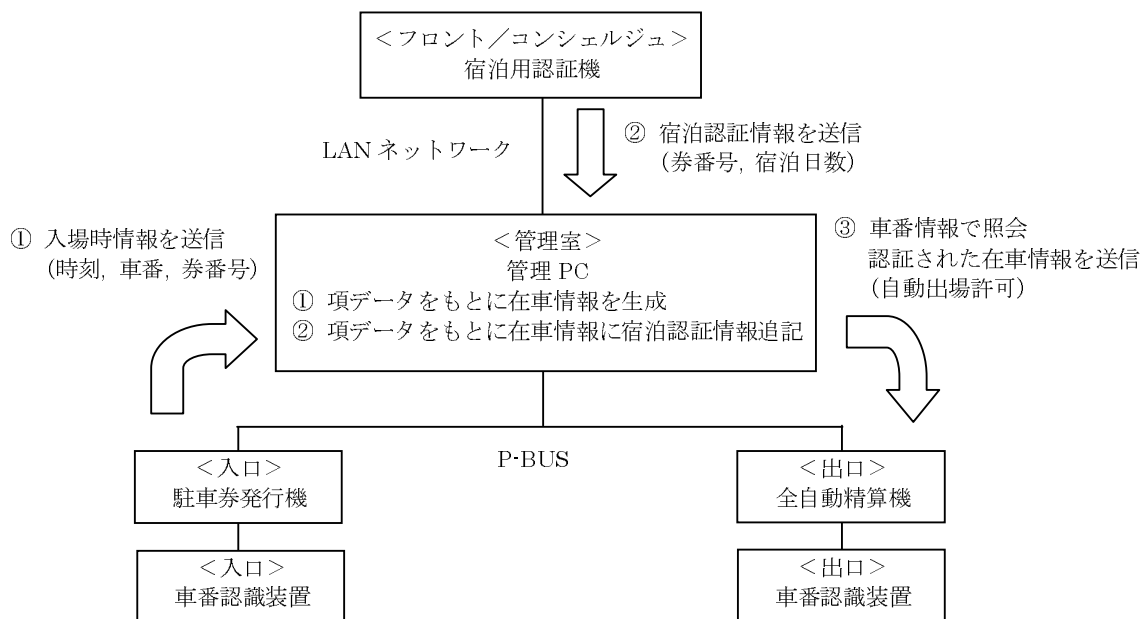 <フロント／コンシェルジュ>
宿泊用認証機
LAN ネットワーク
② 宿泊認証情報を送信
(券番号, 宿泊日数)
① 入場時情報を送信
(時刻, 車番, 券番号)
<管理室>
管理 PC
① 項データをもとに在車情報を生成
② 項データをもとに在車情報に宿泊認証情報追記
③ 車番情報で照会
認証された在車情報を送信
(自動出場許可)
P-BUS
<入口>
駐車券発行機
<入口>
車番認識装置
<出口>
全自動精算機
<出口>
車番認識装置